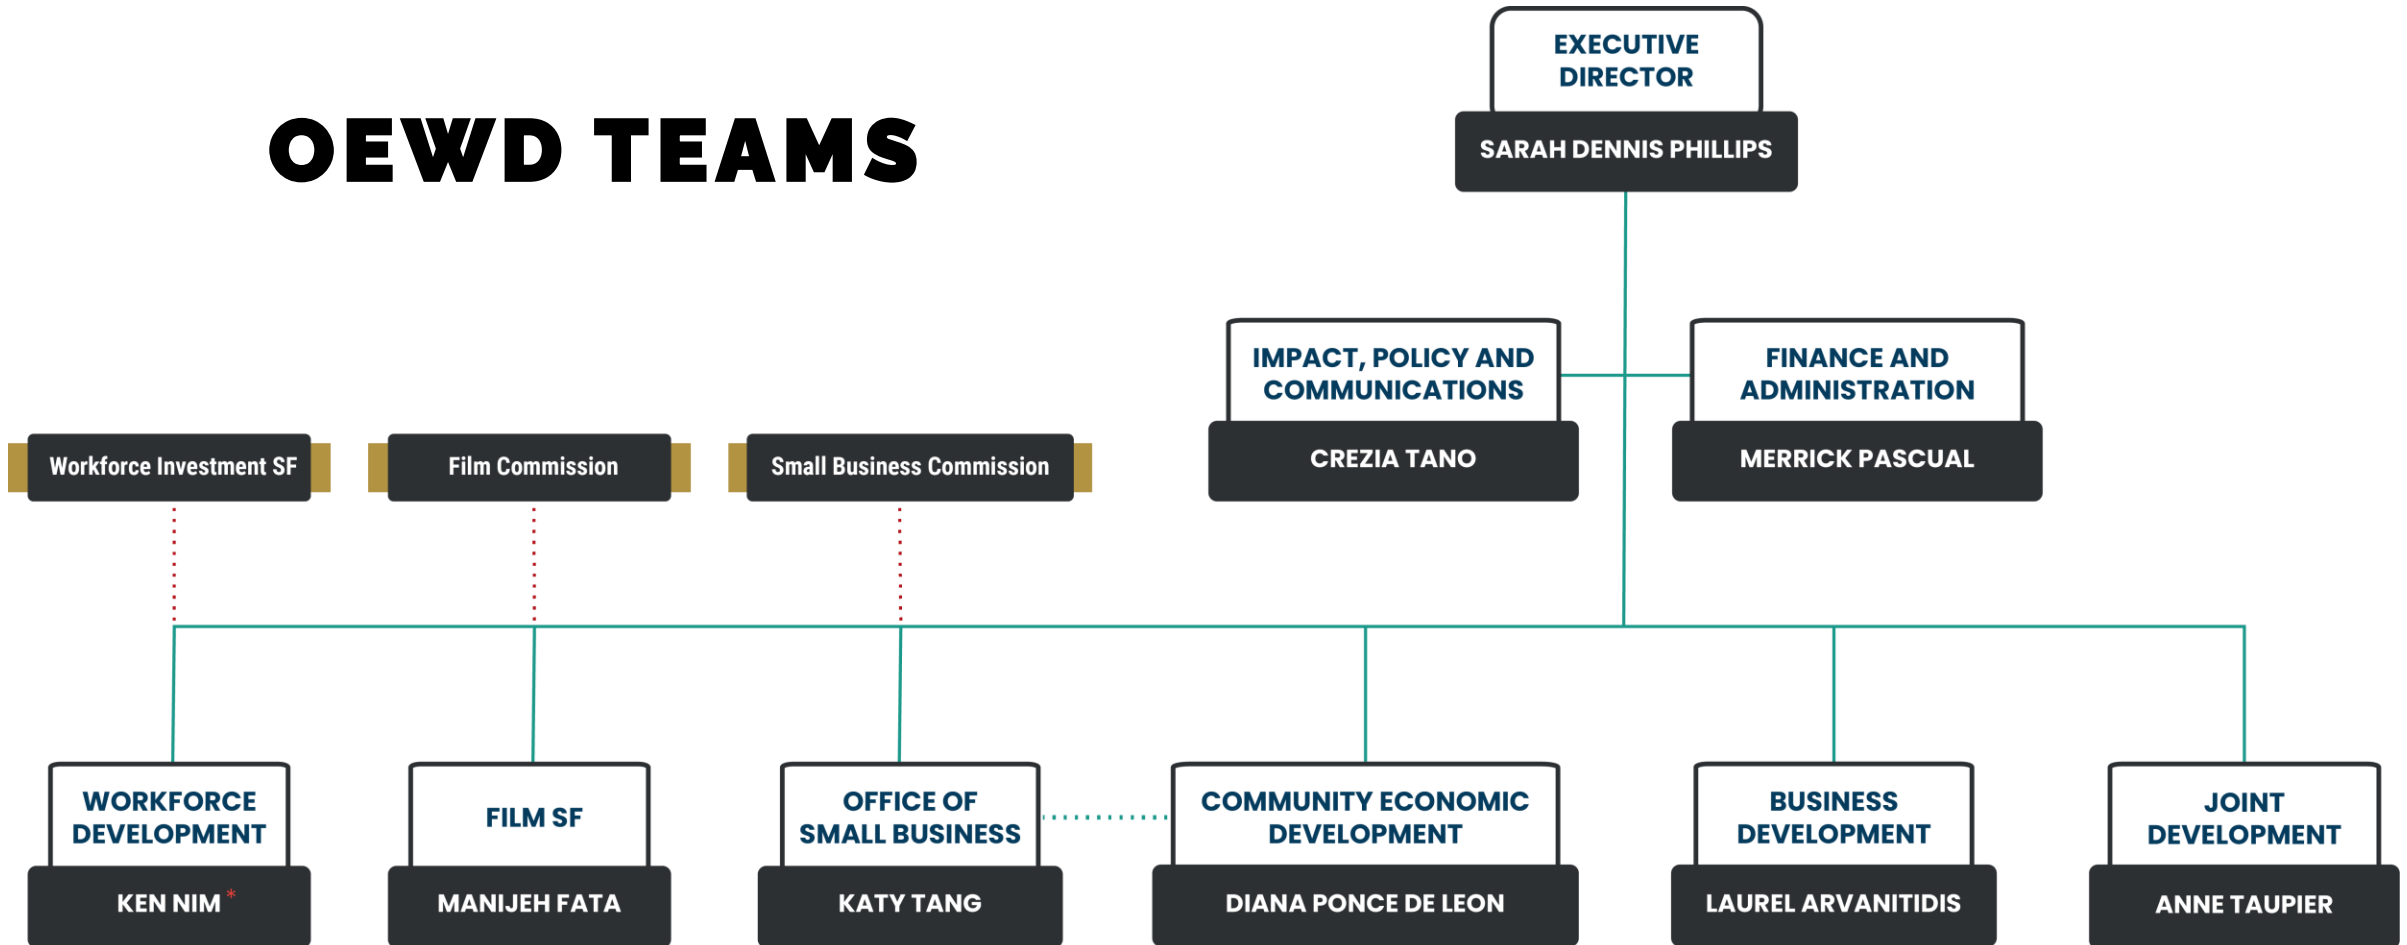 EXECUTIVE
DIRECTOR
SARAH DENNIS PHILLIPS
OEWD TEAMS
IMPACT, POLICY AND
COMMUNICATIONS
CREZIA TANO
FINANCE AND
ADMINISTRATION
MERRICK PASCUAL
Workforce Investment SF
Film Commission
Small Business Commission
WORKFORCE
DEVELOPMENT
KEN NIM *
FILM SF
MANIJEH FATA
OFFICE OF
SMALL BUSINESS
KATY TANG
COMMUNITY ECONOMIC
DEVELOPMENT
DIANA PONCE DE LEON
BUSINESS
DEVELOPMENT
LAUREL ARVANITIDIS
JOINT
DEVELOPMENT
ANNE TAUPIER